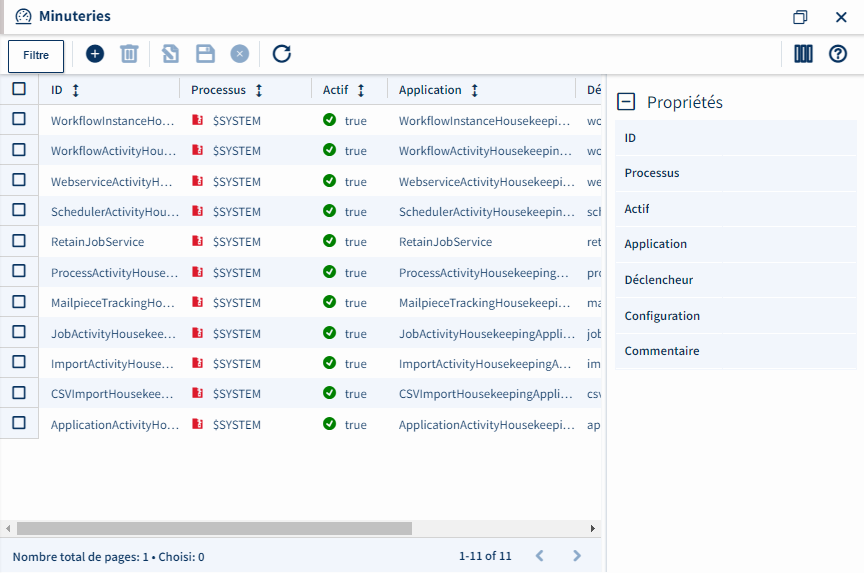 Minuteries
Filtre
ID Processus Actif Application Dé
WorkflowInstanceHo... $SYSTEM true WorkflowInstanceHousekeepi... wo
WorkflowActivityHou... $SYSTEM true WorkflowActivityHousekeepin... wo
WebserviceActivityH... $SYSTEM true WebserviceActivityHousekeepi... we
SchedulerActivityHou... $SYSTEM true SchedulerActivityHousekeepin... sch
RetainJobService $SYSTEM true RetainJobService ret
ProcessActivityHouse... $SYSTEM true ProcessActivityHousekeeping... pro
MailpieceTrackingHo... $SYSTEM true MailpieceTrackingHousekeepi... ma
JobActivityHousekee... $SYSTEM true JobActivityHousekeepingAppli... job
ImportActivityHouse... $SYSTEM true ImportActivityHousekeepingA... im
CSVImportHousekee... $SYSTEM true CSVImportHousekeepingAppli... csv
ApplicationActivityHo... $SYSTEM true ApplicationActivityHousekeepi... ap
Nombre total de pages: 1 • Choisi: 0
1-11 of 11
Propriétés
ID
Processus
Actif
Application
Déclencheur
Configuration
Commentaire